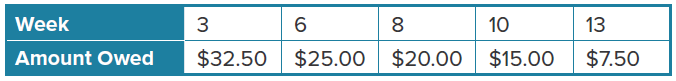 Week 3 6 8 10 13
Amount Owed $32.50 $25.00 $20.00 $15.00 $7.50